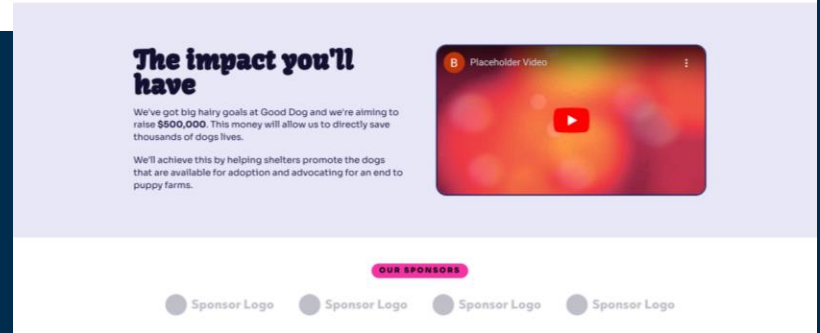 The impact you'll
have
We've got big hairy goals at Good Dog and we're aiming to
raise $500,000. This money will allow us to directly save
thousands of dogs lives.
We'll achieve this by helping shelters promote the dogs
that are available for adoption and advocating for an end to
puppy farms.
B Placeholder Video
OUR SPONSORS
Sponsor Logo Sponsor Logo Sponsor Logo Sponsor Logo